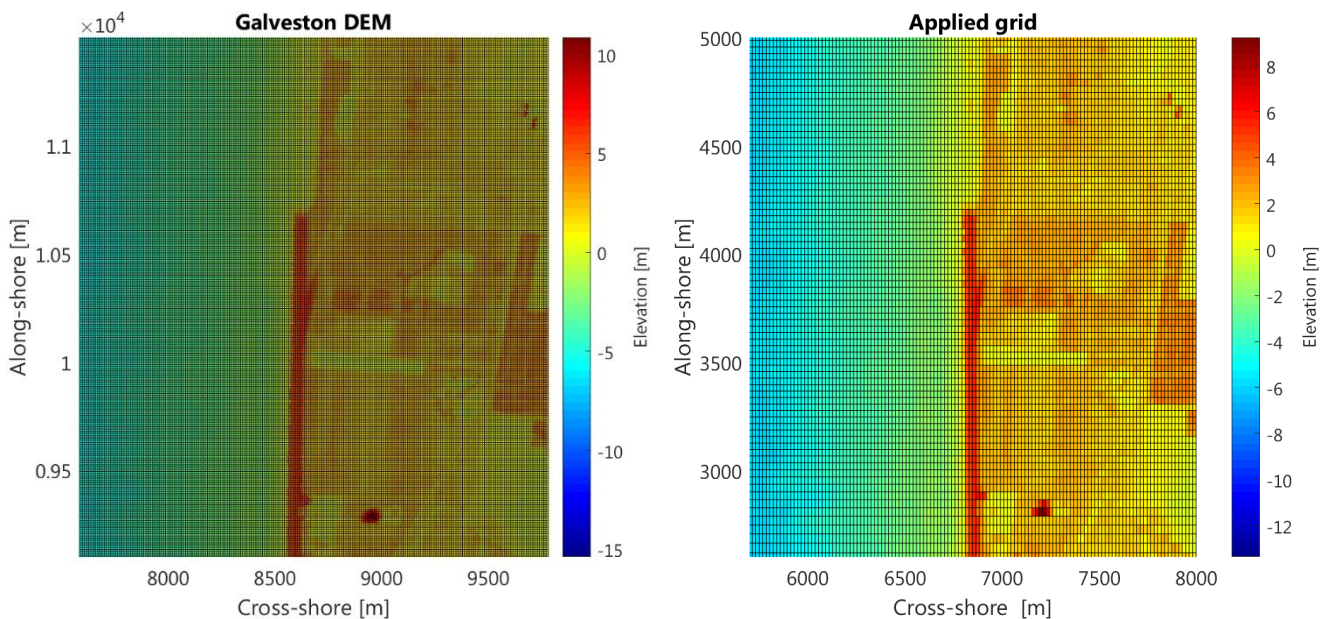 Galveston DEM
×10⁴
1.1
1.05
1
0.95
Along-shore [m]
8000 8500 9000 9500
Cross-shore [m]
10
5
0
-5
-10
-15
Elevation [m]
Applied grid
5000
4500
4000
3500
3000
Along-shore [m]
6000 6500 7000 7500 8000
Cross-shore [m]
8
6
4
2
0
-2
-4
-6
-8
-10
-12
Elevation [m]